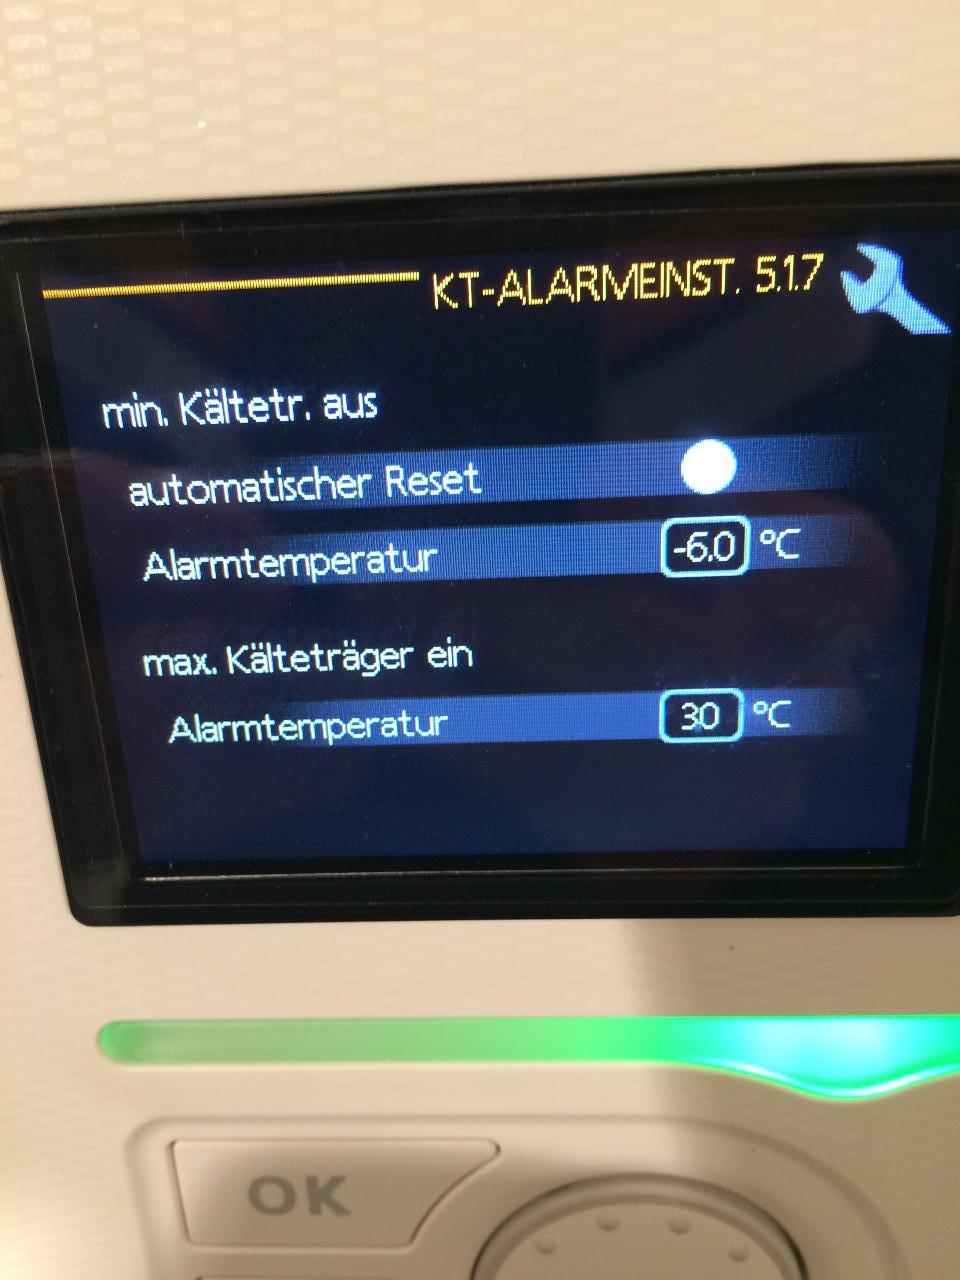 KT-ALARMEINST. 5.1.7
min. Kältetr. aus
automatischer Reset
Alarmtemperatur -6.0 °C
max. Kälteträger ein
Alarmtemperatur 30 °C
OK